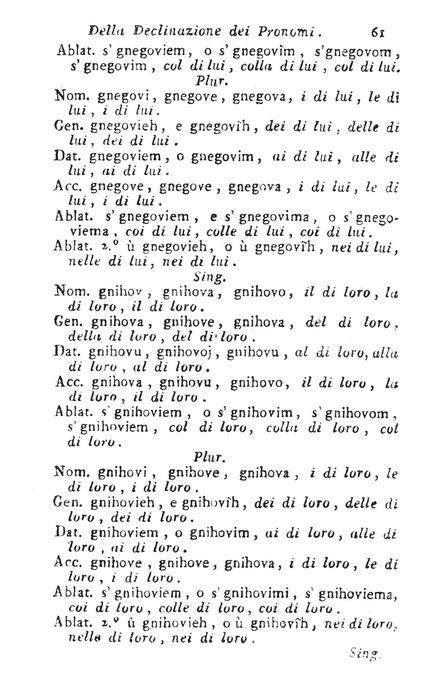 Della Declinazione dei Pronomi. 61
Ablat. s' gnegoviem, o s' gnegovim, s'gnegovom,
s' gnegovim, col di lui, colla di lui, col di lui.
Plur.
Nom. gnegovi, gnegove, gnegova, i di lui, le di
lui, i di lui.
Gen. gnegovieh, e gnegovîh, dei di lui, delle di
lui, dei di lui.
Dat. gnegoviem, o gnegovim, ai di lui, alle di
lui, ai di lui.
Acc. gnegove, gnegove, gnegova, i di lui, le di
lui, i di lui.
Ablat. s' gnegoviem, e s' gnegovima, o s'gnego-
viema, coi di lui, colle di lui, coi di lui.
Ablat. 2.º ù gnegovieh, o ù gnegovîh, nei di lui,
nelle di lui, nei di lui.
Sing.
Nom. gnihov, gnihova, gnihovo, il di loro, la
di loro, il di loro.
Gen. gnihova, gnihove, gnihova, del di loro,
della di loro, del di loro.
Dat. gnihovu, gnihovoj, gnihovu, al di loro, alla
di loro, al di loro.
Acc. gnihova, gnihovu, gnihovo, il di loro, la
di loro, il di loro.
Ablat. s' gnihoviem, o s' gnihovim, s' gnihovom,
s' gnihoviem, col di loro, colla di loro, col
di loro.
Plur.
Nom. gnihovi, gnihove, gnihova, i di loro, le
di loro, i di loro.
Gen. gnihovieh, e gnihovîh, dei di loro, delle di
loro, dei di loro.
Dat. gnihoviem, o gnihovim, ai di loro, alle di
loro, ai di loro.
Acc. gnihove, gnihove, gnihova, i di loro, le di
loro, i di loro.
Ablat. s' gnihoviem, o s' gnihovimi, s' gnihoviema,
coi di loro, colle di loro, coi di loro.
Ablat. 2.º ù gnihovieh, o ù gnihovîh, nei di loro,
nelle di loro, nei di loro.
Sing.